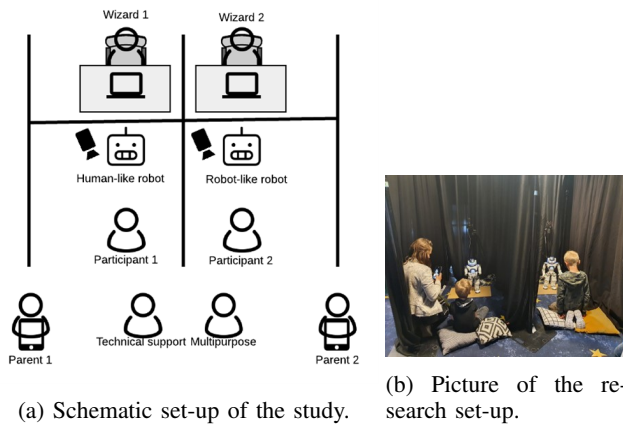 Wizard 1
Wizard 2
Human-like robot
Robot-like robot
Participant 1
Participant 2
Parent 1
Technical support
Multipurpose
Parent 2
(a) Schematic set-up of the study.
(b) Picture of the re-
search set-up.